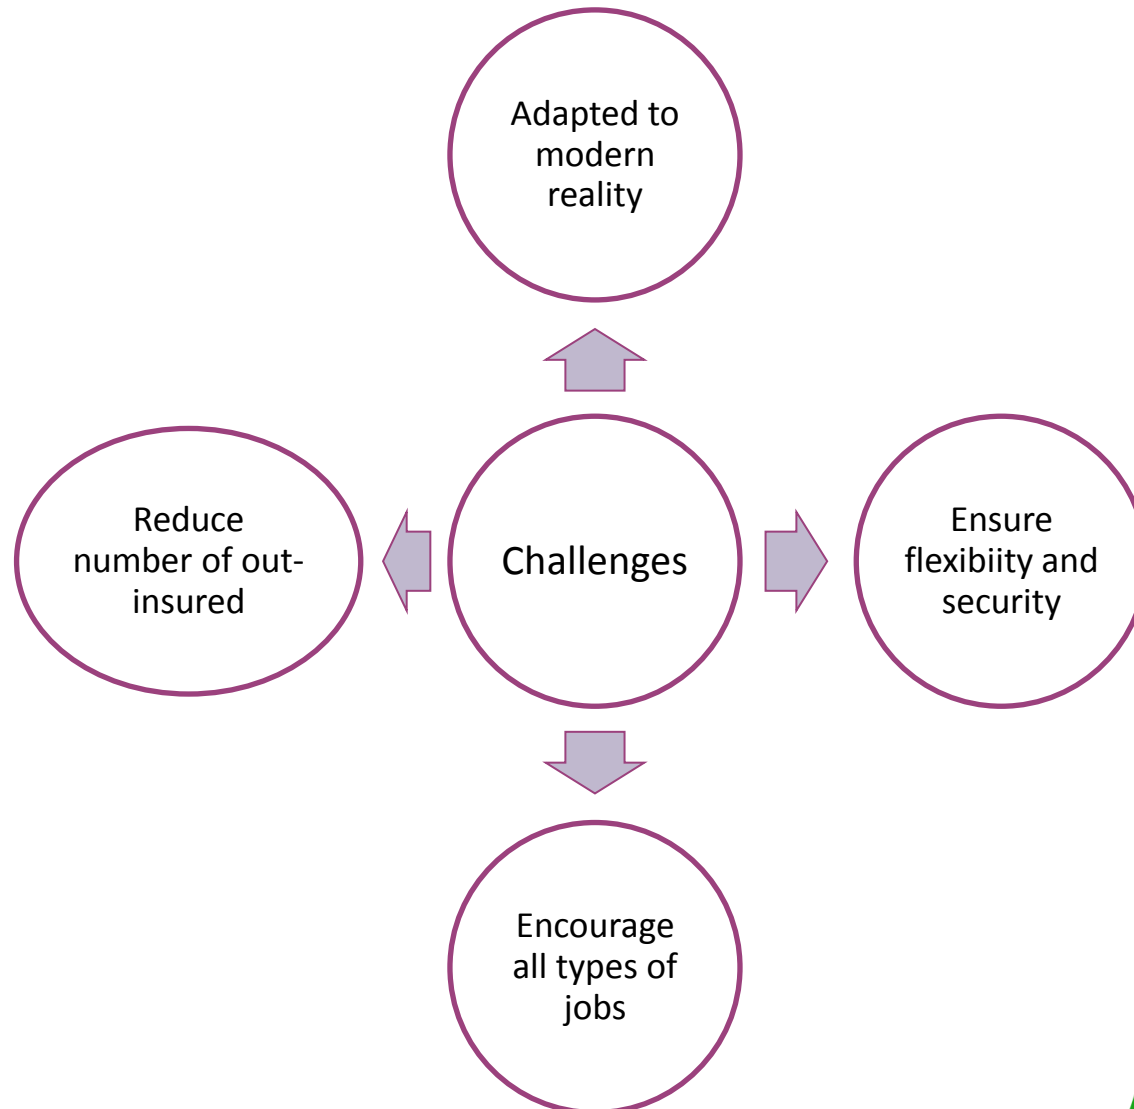 Adapted to
modern
reality
Reduce
number of out-
insured
Challenges
Ensure
flexibiity and
security
Encourage
all types of
jobs